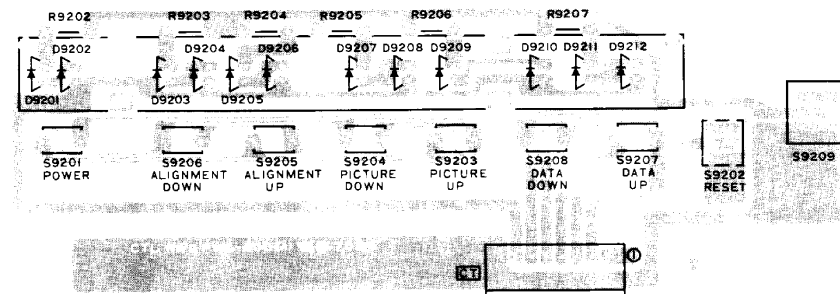 R9202 R9203 R9204 R9205 R9206 R9207
D9202 D9204 D9206 D9207 D9208 D9209 D9210 D9211 D9212
D9201 D9203 D9205
S9201 S9206 S9205 S9204 S9203 S9208 S9207 S9202 S9209
POWER ALIGNMENT ALIGNMENT PICTURE PICTURE DATA DATA RESET
DOWN UP DOWN UP DOWN UP
CT
1